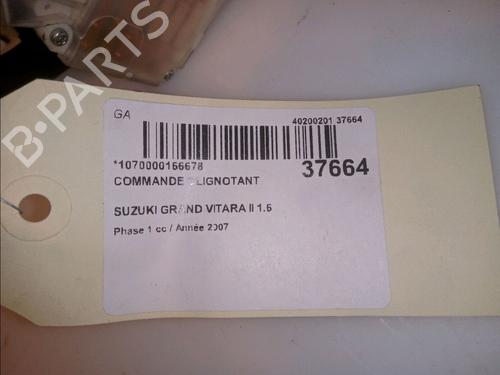 GA
40200201 37664
*1070000166678
37664
COMMANDE CLIGNOTANT
SUZUKI GRAND VITARA II 1.6
Phase 1 cc / Année 2007
B-PARTS